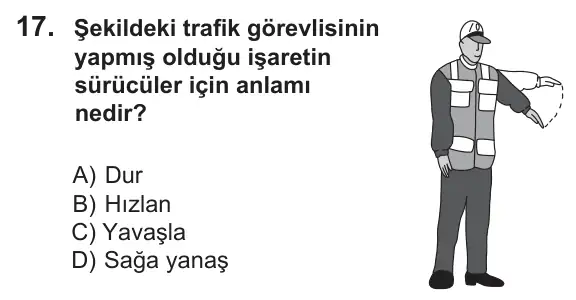 17. Şekildeki trafik görevlisinin
yapmış olduğu işaretin
sürücüler için anlamı
nedir?
A) Dur
B) Hızlan
C) Yavaşla
D) Sağa yanaş